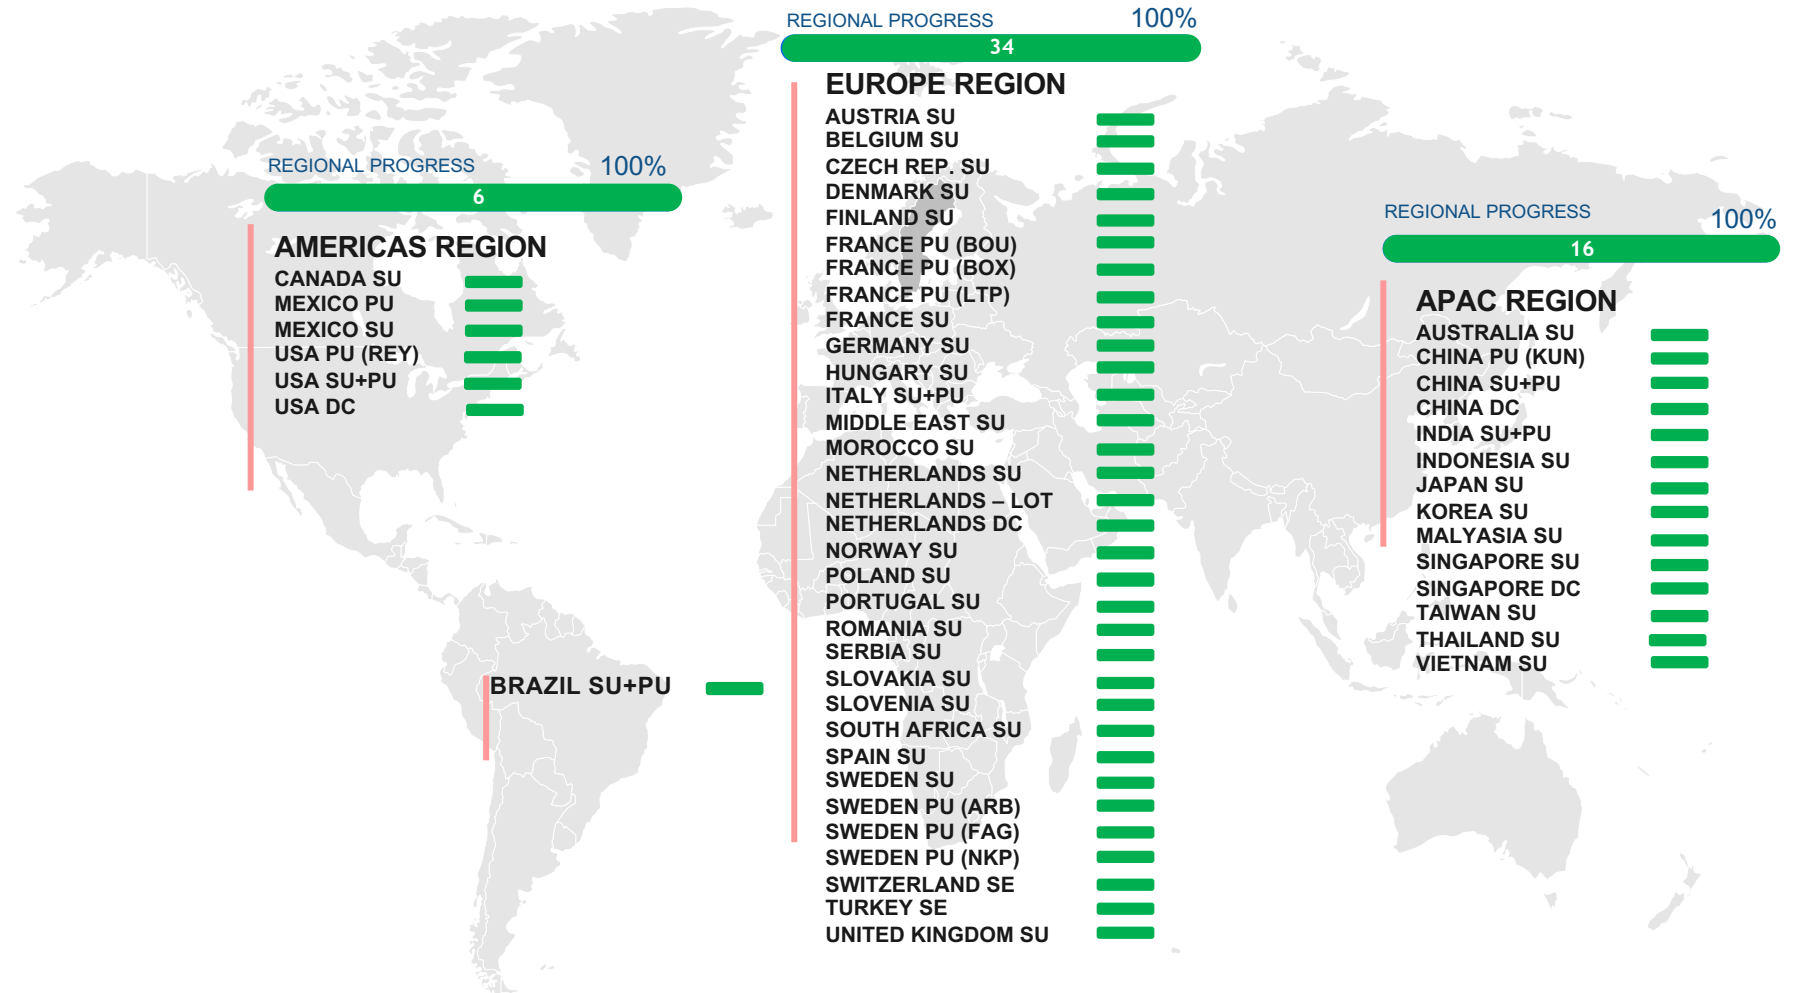 REGIONAL PROGRESS 100%
34
EUROPE REGION
AUSTRIA SU
BELGIUM SU
CZECH REP. SU
DENMARK SU
FINLAND SU
FRANCE PU (BOU)
FRANCE PU (BOX)
FRANCE PU (LTP)
FRANCE SU
GERMANY SU
HUNGARY SU
ITALY SU+PU
MIDDLE EAST SU
MOROCCO SU
NETHERLANDS SU
NETHERLANDS – LOT
NETHERLANDS DC
NORWAY SU
POLAND SU
PORTUGAL SU
ROMANIA SU
SERBIA SU
SLOVAKIA SU
SLOVENIA SU
SOUTH AFRICA SU
SPAIN SU
SWEDEN SU
SWEDEN PU (ARB)
SWEDEN PU (FAG)
SWEDEN PU (NKP)
SWITZERLAND SE
TURKEY SE
UNITED KINGDOM SU
REGIONAL PROGRESS 100%
6
AMERICAS REGION
CANADA SU
MEXICO PU
MEXICO SU
USA PU (REY)
USA SU+PU
USA DC
BRAZIL SU+PU
REGIONAL PROGRESS 100%
16
APAC REGION
AUSTRALIA SU
CHINA PU (KUN)
CHINA SU+PU
CHINA DC
INDIA SU+PU
INDONESIA SU
JAPAN SU
KOREA SU
MALYASIA SU
SINGAPORE SU
SINGAPORE DC
TAIWAN SU
THAILAND SU
VIETNAM SU